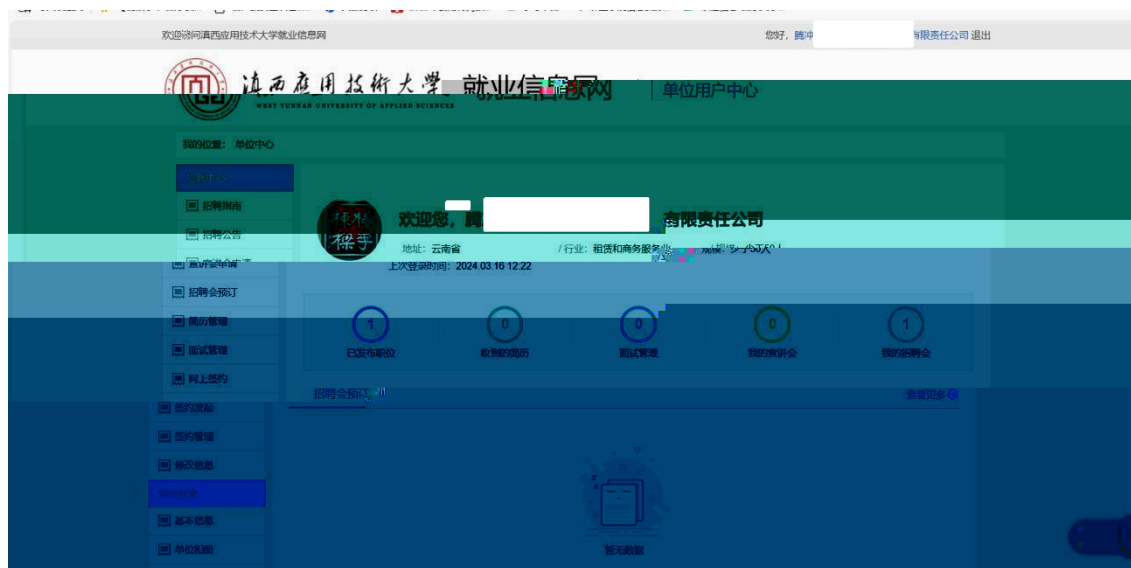 欢迎访问滇西应用技术大学就业信息网
您好，腾冲 有限责任公司 退出
滇西应用技术大学 就业信息网 单位用户中心
WEST YUNNAN UNIVERSITY OF APPLIED SCIENCES
我的位置： 单位中心
招聘指南
招聘公告
招聘会预订
简历管理
面试管理
网上签约
签约发起
签约管理
修改信息
基本信息
单位相册
欢迎您， 有限责任公司
地址：云南省 / 行业：租赁和商务服务业
上次登录时间：2024.03.16 12:22
1 0 0 0 1
已发布职位 收到的简历 面试管理 我的宣讲会 我的招聘会
招聘会预订 查看更多
暂无数据